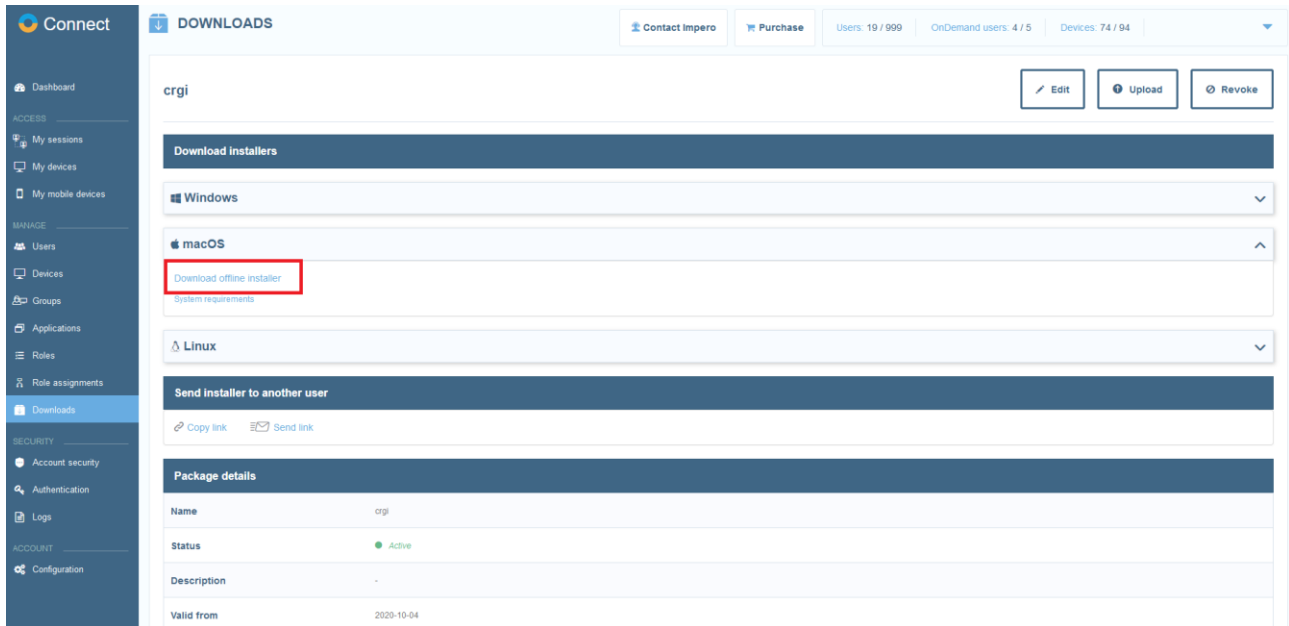 Connect
DOWNLOADS
Contact Impero
Purchase
Users: 19 / 999
OnDemand users: 4 / 5
Devices: 74 / 94
Dashboard
ACCESS
My sessions
My devices
My mobile devices
MANAGE
Users
Devices
Groups
Applications
Roles
Role assignments
Downloads
SECURITY
Account security
Authentication
Logs
ACCOUNT
Configuration
crgi
Edit
Upload
Revoke
Download installers
Windows
macOS
Download offline installer
System requirements
Linux
Send installer to another user
Copy link
Send link
Package details
Name crgi
Status Active
Description -
Valid from 2020-10-04